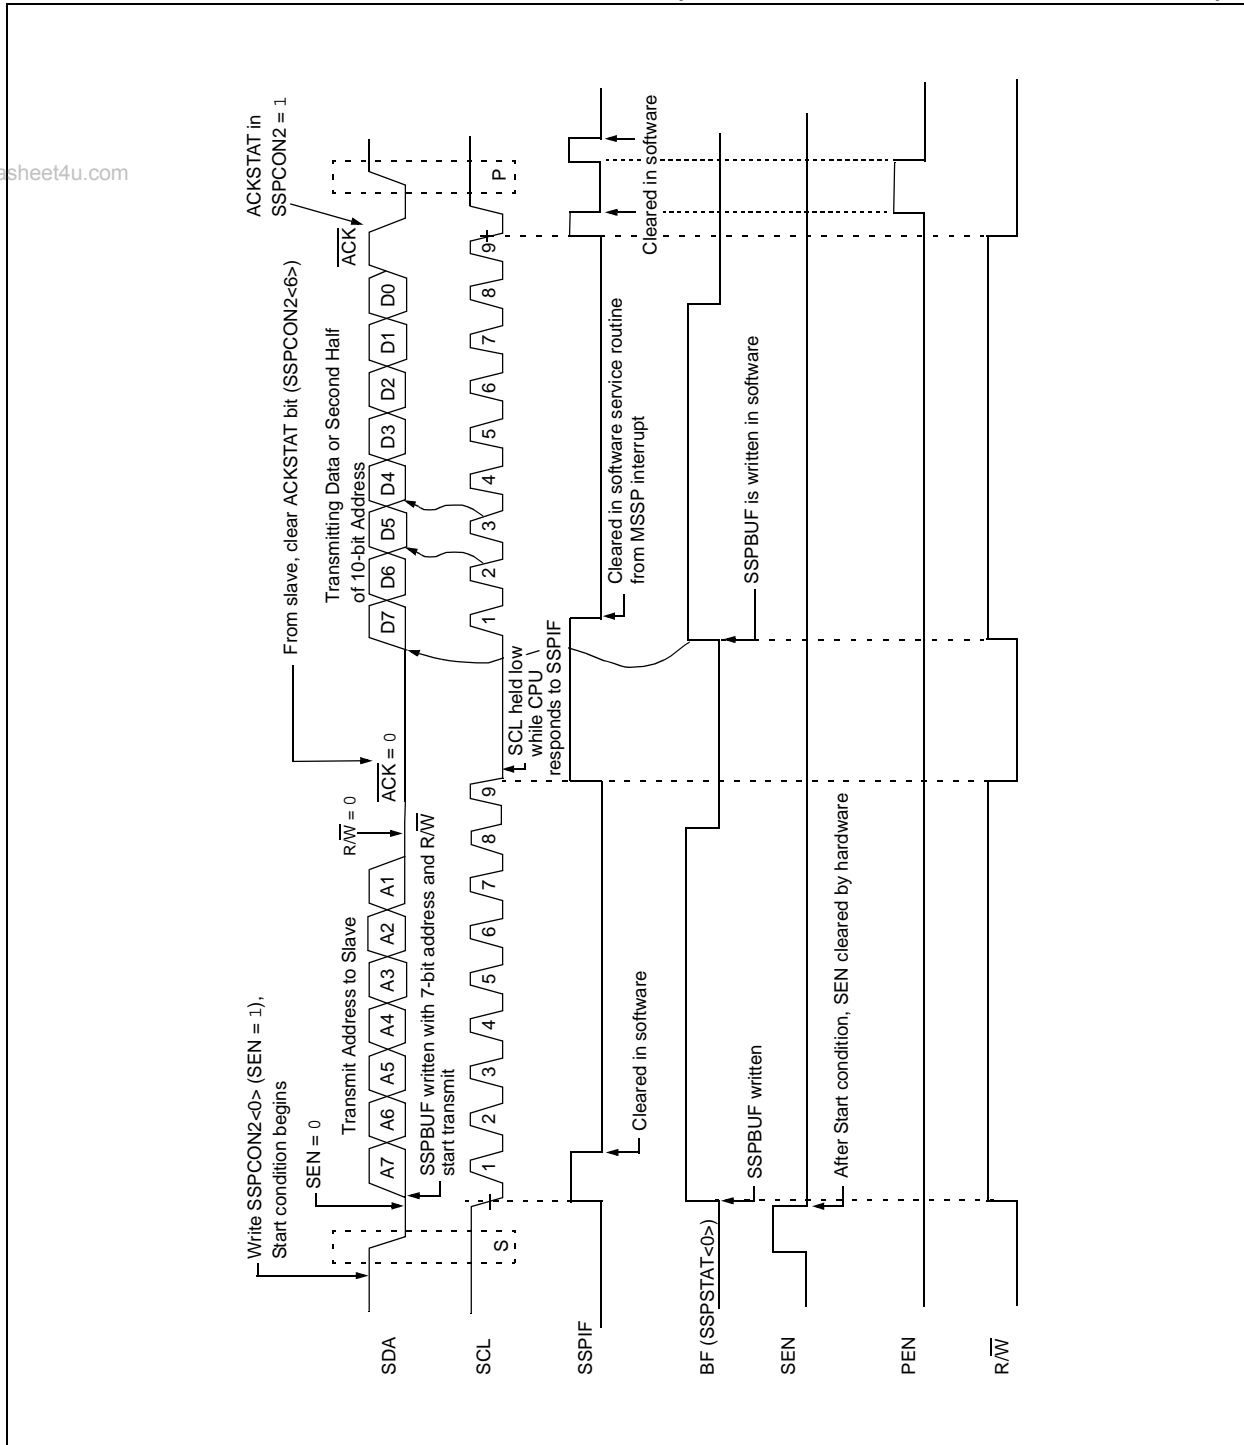 asheet4u.com
Write SSPCON2<0> (SEN = 1),
Start condition begins
SEN = 0
Transmit Address to Slave
From slave, clear ACKSTAT bit (SSPCON2<6>)
Transmitting Data or Second Half
of 10-bit Address
ACKSTAT in
SSPCON2 = 1
R/W = 0
ACK = 0
ACK
SDA
A7 A6 A5 A4 A3 A2 A1
D7 D6 D5 D4 D3 D2 D1 D0
SSPBUF written with 7-bit address and R/W
start transmit
SCL
S
1 2 3 4 5 6 7 8 9
1 2 3 4 5 6 7 8 9
P
SCL held low
while CPU
responds to SSPIF
SSPIF
Cleared in software
Cleared in software service routine
from MSSP interrupt
Cleared in software
Cleared in software
BF (SSPSTAT<0>)
SSPBUF written
SSPBUF is written in software
SEN
After Start condition, SEN cleared by hardware
PEN
R/W